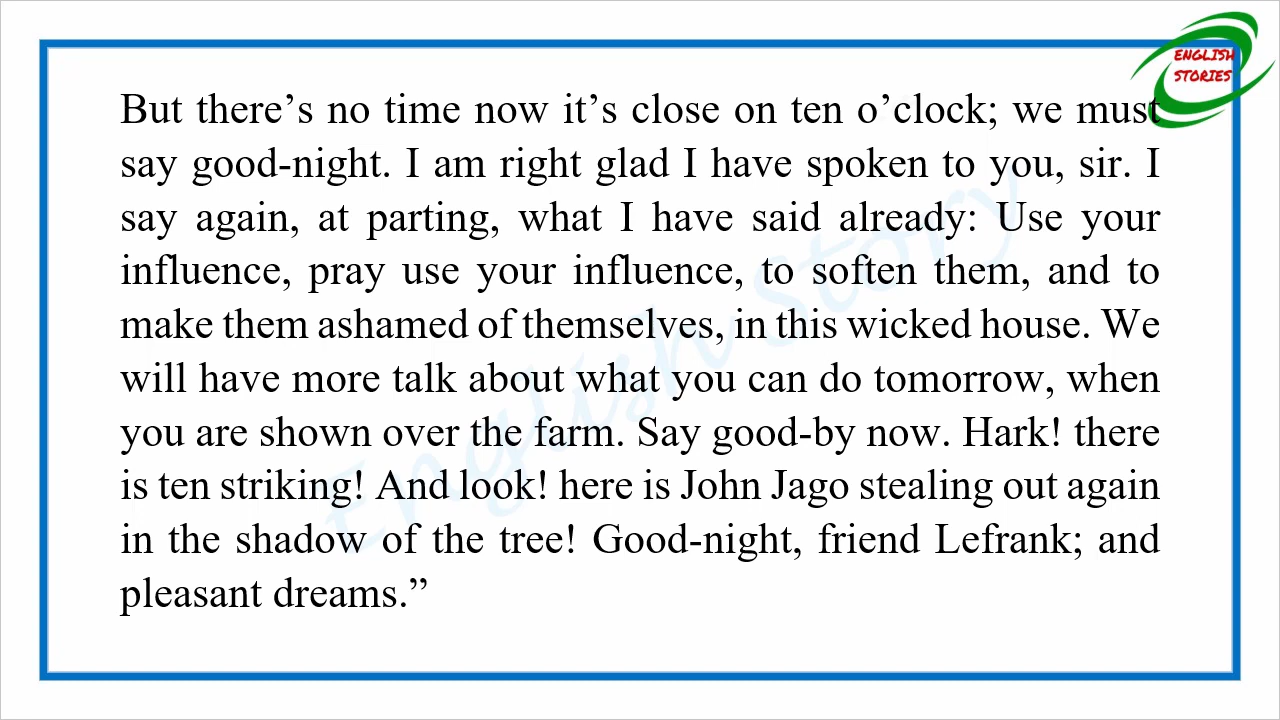 ENGLISH
STORIES
But there’s no time now it’s close on ten o’clock; we must
say good-night. I am right glad I have spoken to you, sir. I
say again, at parting, what I have said already: Use your
influence, pray use your influence, to soften them, and to
make them ashamed of themselves, in this wicked house. We
will have more talk about what you can do tomorrow, when
you are shown over the farm. Say good-by now. Hark! there
is ten striking! And look! here is John Jago stealing out again
in the shadow of the tree! Good-night, friend Lefrank; and
pleasant dreams.”
English Story